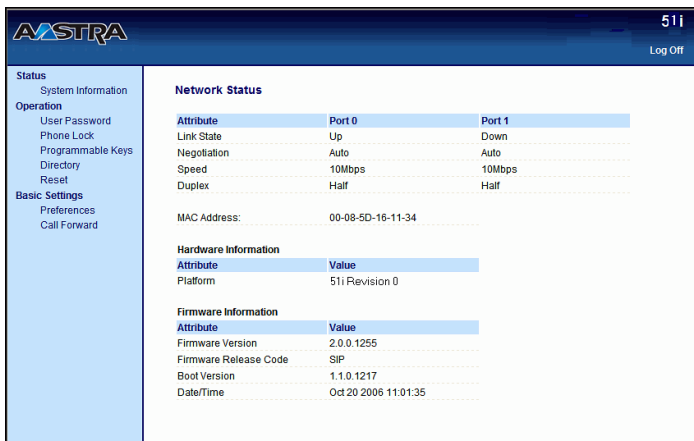 AASTRA
51i
Log Off
Status
System Information
Operation
User Password
Phone Lock
Programmable Keys
Directory
Reset
Basic Settings
Preferences
Call Forward
Network Status
Attribute Port 0 Port 1
Link State Up Down
Negotiation Auto Auto
Speed 10Mbps 10Mbps
Duplex Half Half
MAC Address: 00-08-5D-16-11-34
Hardware Information
Attribute Value
Platform 51i Revision 0
Firmware Information
Attribute Value
Firmware Version 2.0.0.1255
Firmware Release Code SIP
Boot Version 1.1.0.1217
Date/Time Oct 20 2006 11:01:35